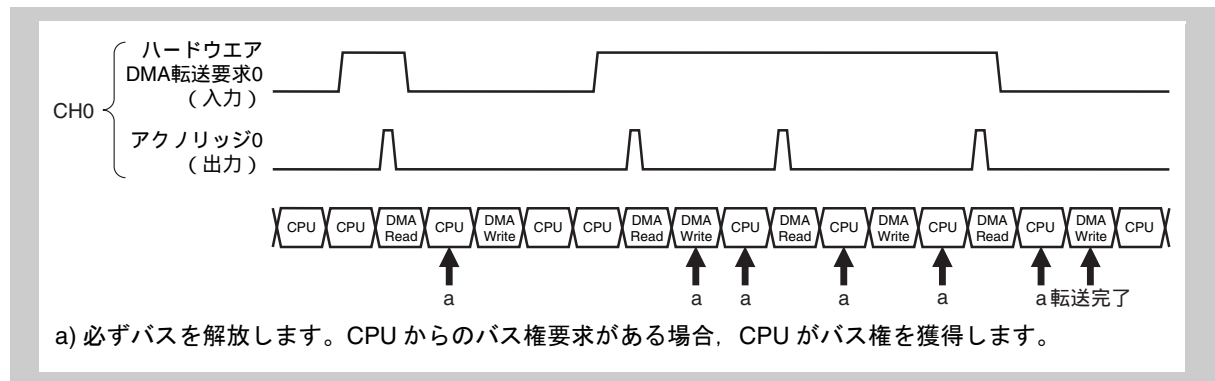 ハードウエア
DMA転送要求0
（入力）
CH0
アクノリッジ0
（出力）
CPU CPU DMA Read CPU DMA Write CPU CPU DMA Read DMA Write CPU DMA Read CPU DMA Write CPU DMA Read CPU DMA Write CPU
a a a a a a 転送完了
a) 必ずバスを解放します。CPU からのバス権要求がある場合，CPU がバス権を獲得します。